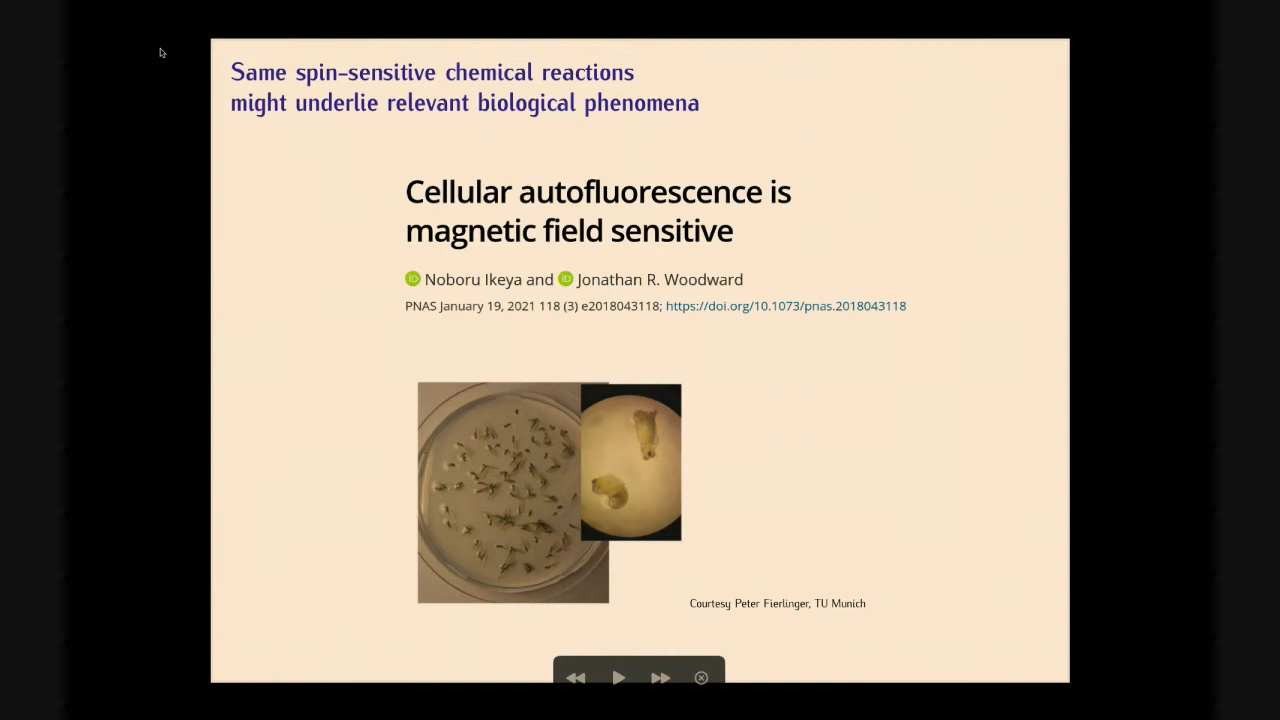 Same spin-sensitive chemical reactions
might underlie relevant biological phenomena
Cellular autofluorescence is
magnetic field sensitive
iD Noboru Ikeya and iD Jonathan R. Woodward
PNAS January 19, 2021 118 (3) e2018043118; https://doi.org/10.1073/pnas.2018043118
Courtesy Peter Fierlinger, TU Munich